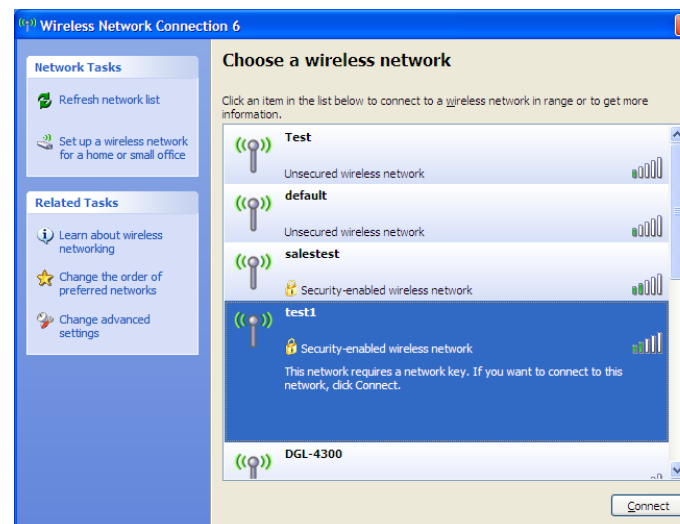 Wireless Network Connection 6
Network Tasks
Refresh network list
Set up a wireless network
for a home or small office
Related Tasks
Learn about wireless
networking
Change the order of
preferred networks
Change advanced
settings
Choose a wireless network
Click an item in the list below to connect to a wireless network in range or to get more
information.
Test
Unsecured wireless network
default
Unsecured wireless network
salestest
Security-enabled wireless network
test1
Security-enabled wireless network
This network requires a network key. If you want to connect to this
network, click Connect.
DGL-4300
Connect